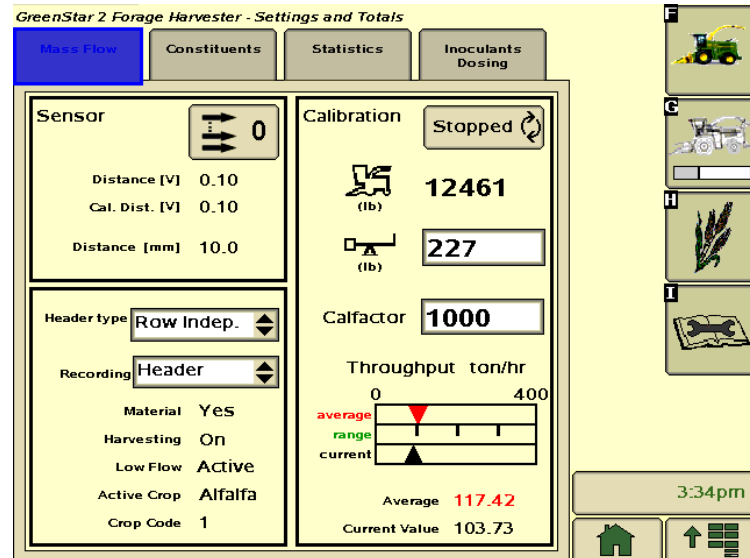 GreenStar 2 Forage Harvester - Settings and Totals
Mass Flow
Constituents
Statistics
Inoculants
Dosing
Sensor
0
Distance [V] 0.10
Cal. Dist. [V] 0.10
Distance [mm] 10.0
Header type Row Indep.
Recording Header
Material Yes
Harvesting On
Low Flow Active
Active Crop Alfalfa
Crop Code 1
Calibration
Stopped
(lb) 12461
(lb) 227
Calfactor 1000
Throughput ton/hr
0 400
average
range
current
Average 117.42
Current Value 103.73
F
G
H
I
3:34pm